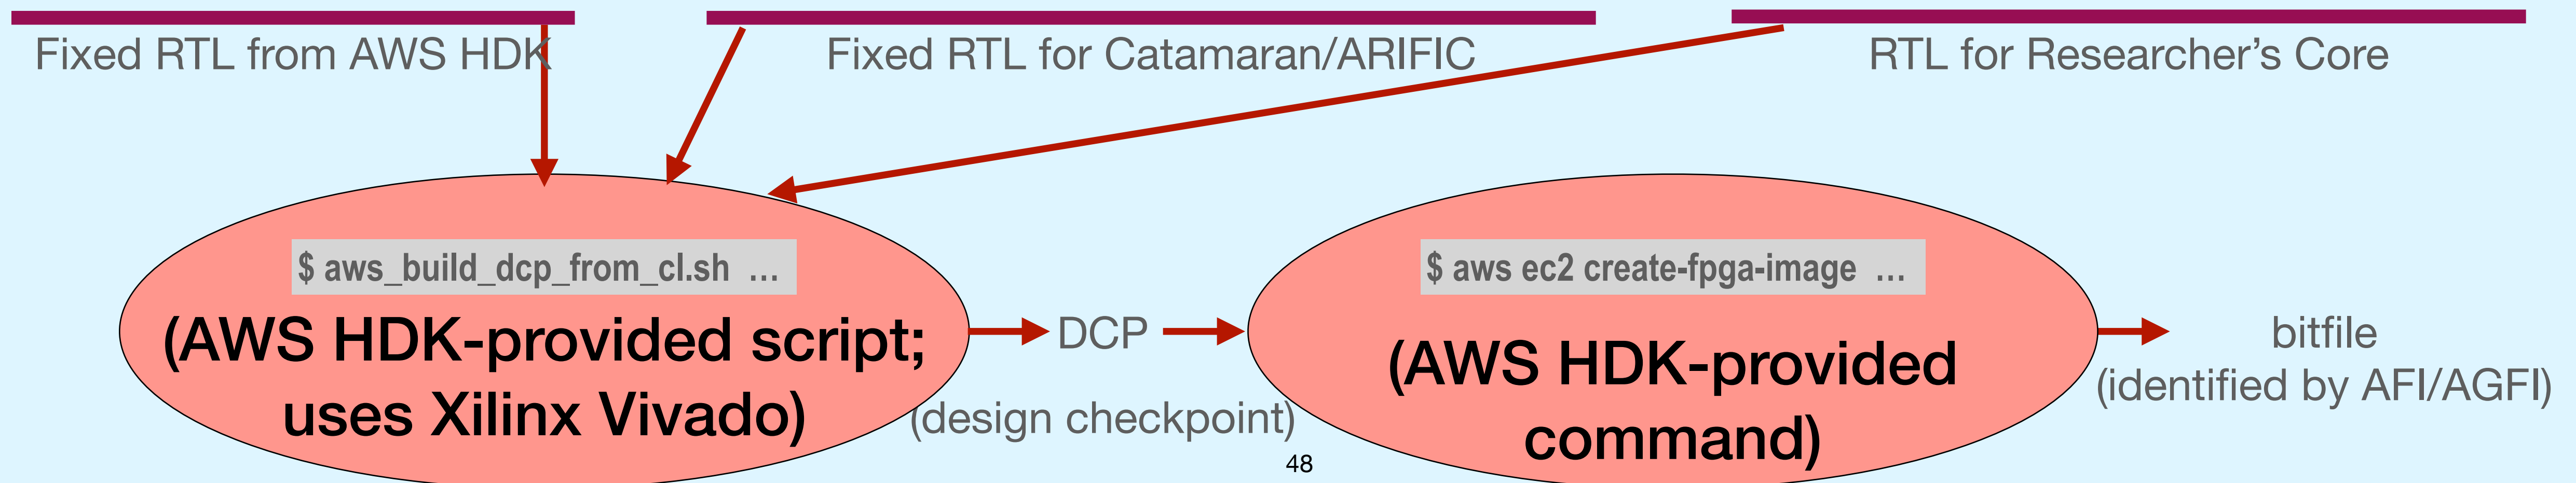 Fixed RTL from AWS HDK
Fixed RTL for Catamaran/ARIFIC
RTL for Researcher’s Core
$ aws_build_dcp_from_cl.sh …
(AWS HDK-provided script;
uses Xilinx Vivado)
DCP
(design checkpoint)
$ aws ec2 create-fpga-image …
(AWS HDK-provided
command)
bitfile
(identified by AFI/AGFI)
48